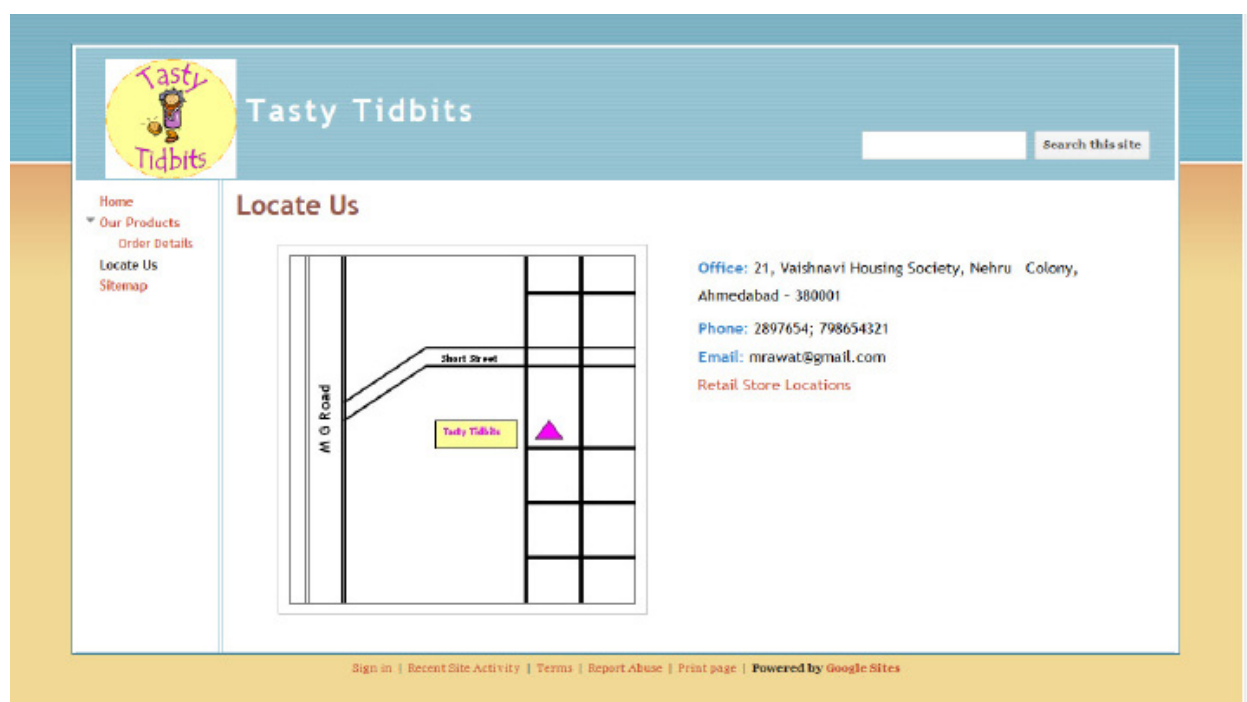 Tasty
Tidbits
Tasty Tidbits
Search this site
Home
Our Products
Order Details
Locate Us
Sitemap
Locate Us
M G Road
Short Street
Tasty Tidbits
Office: 21, Vaishnavi Housing Society, Nehru Colony,
Ahmedabad - 380001
Phone: 2897654; 798654321
Email: mrawat@gmail.com
Retail Store Locations
Sign in | Recent Site Activity | Terms | Report Abuse | Print page | Powered by Google Sites